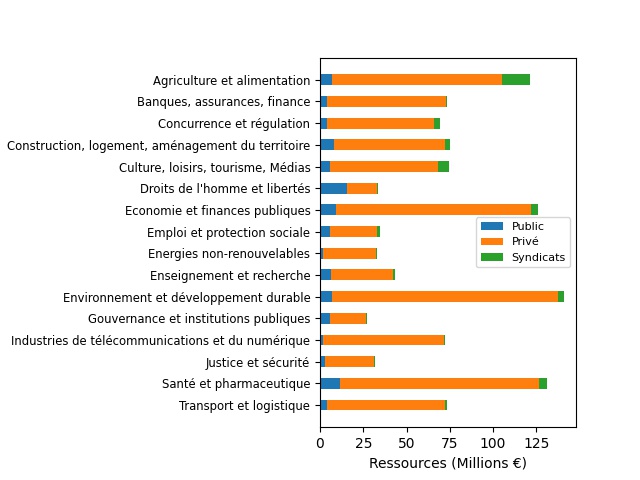 Agriculture et alimentation
Banques, assurances, finance
Concurrence et régulation
Construction, logement, aménagement du territoire
Culture, loisirs, tourisme, Médias
Droits de l'homme et libertés
Economie et finances publiques
Emploi et protection sociale
Energies non-renouvelables
Enseignement et recherche
Environnement et développement durable
Gouvernance et institutions publiques
Industries de télécommunications et du numérique
Justice et sécurité
Santé et pharmaceutique
Transport et logistique
Public
Privé
Syndicats
0 25 50 75 100 125
Ressources (Millions €)